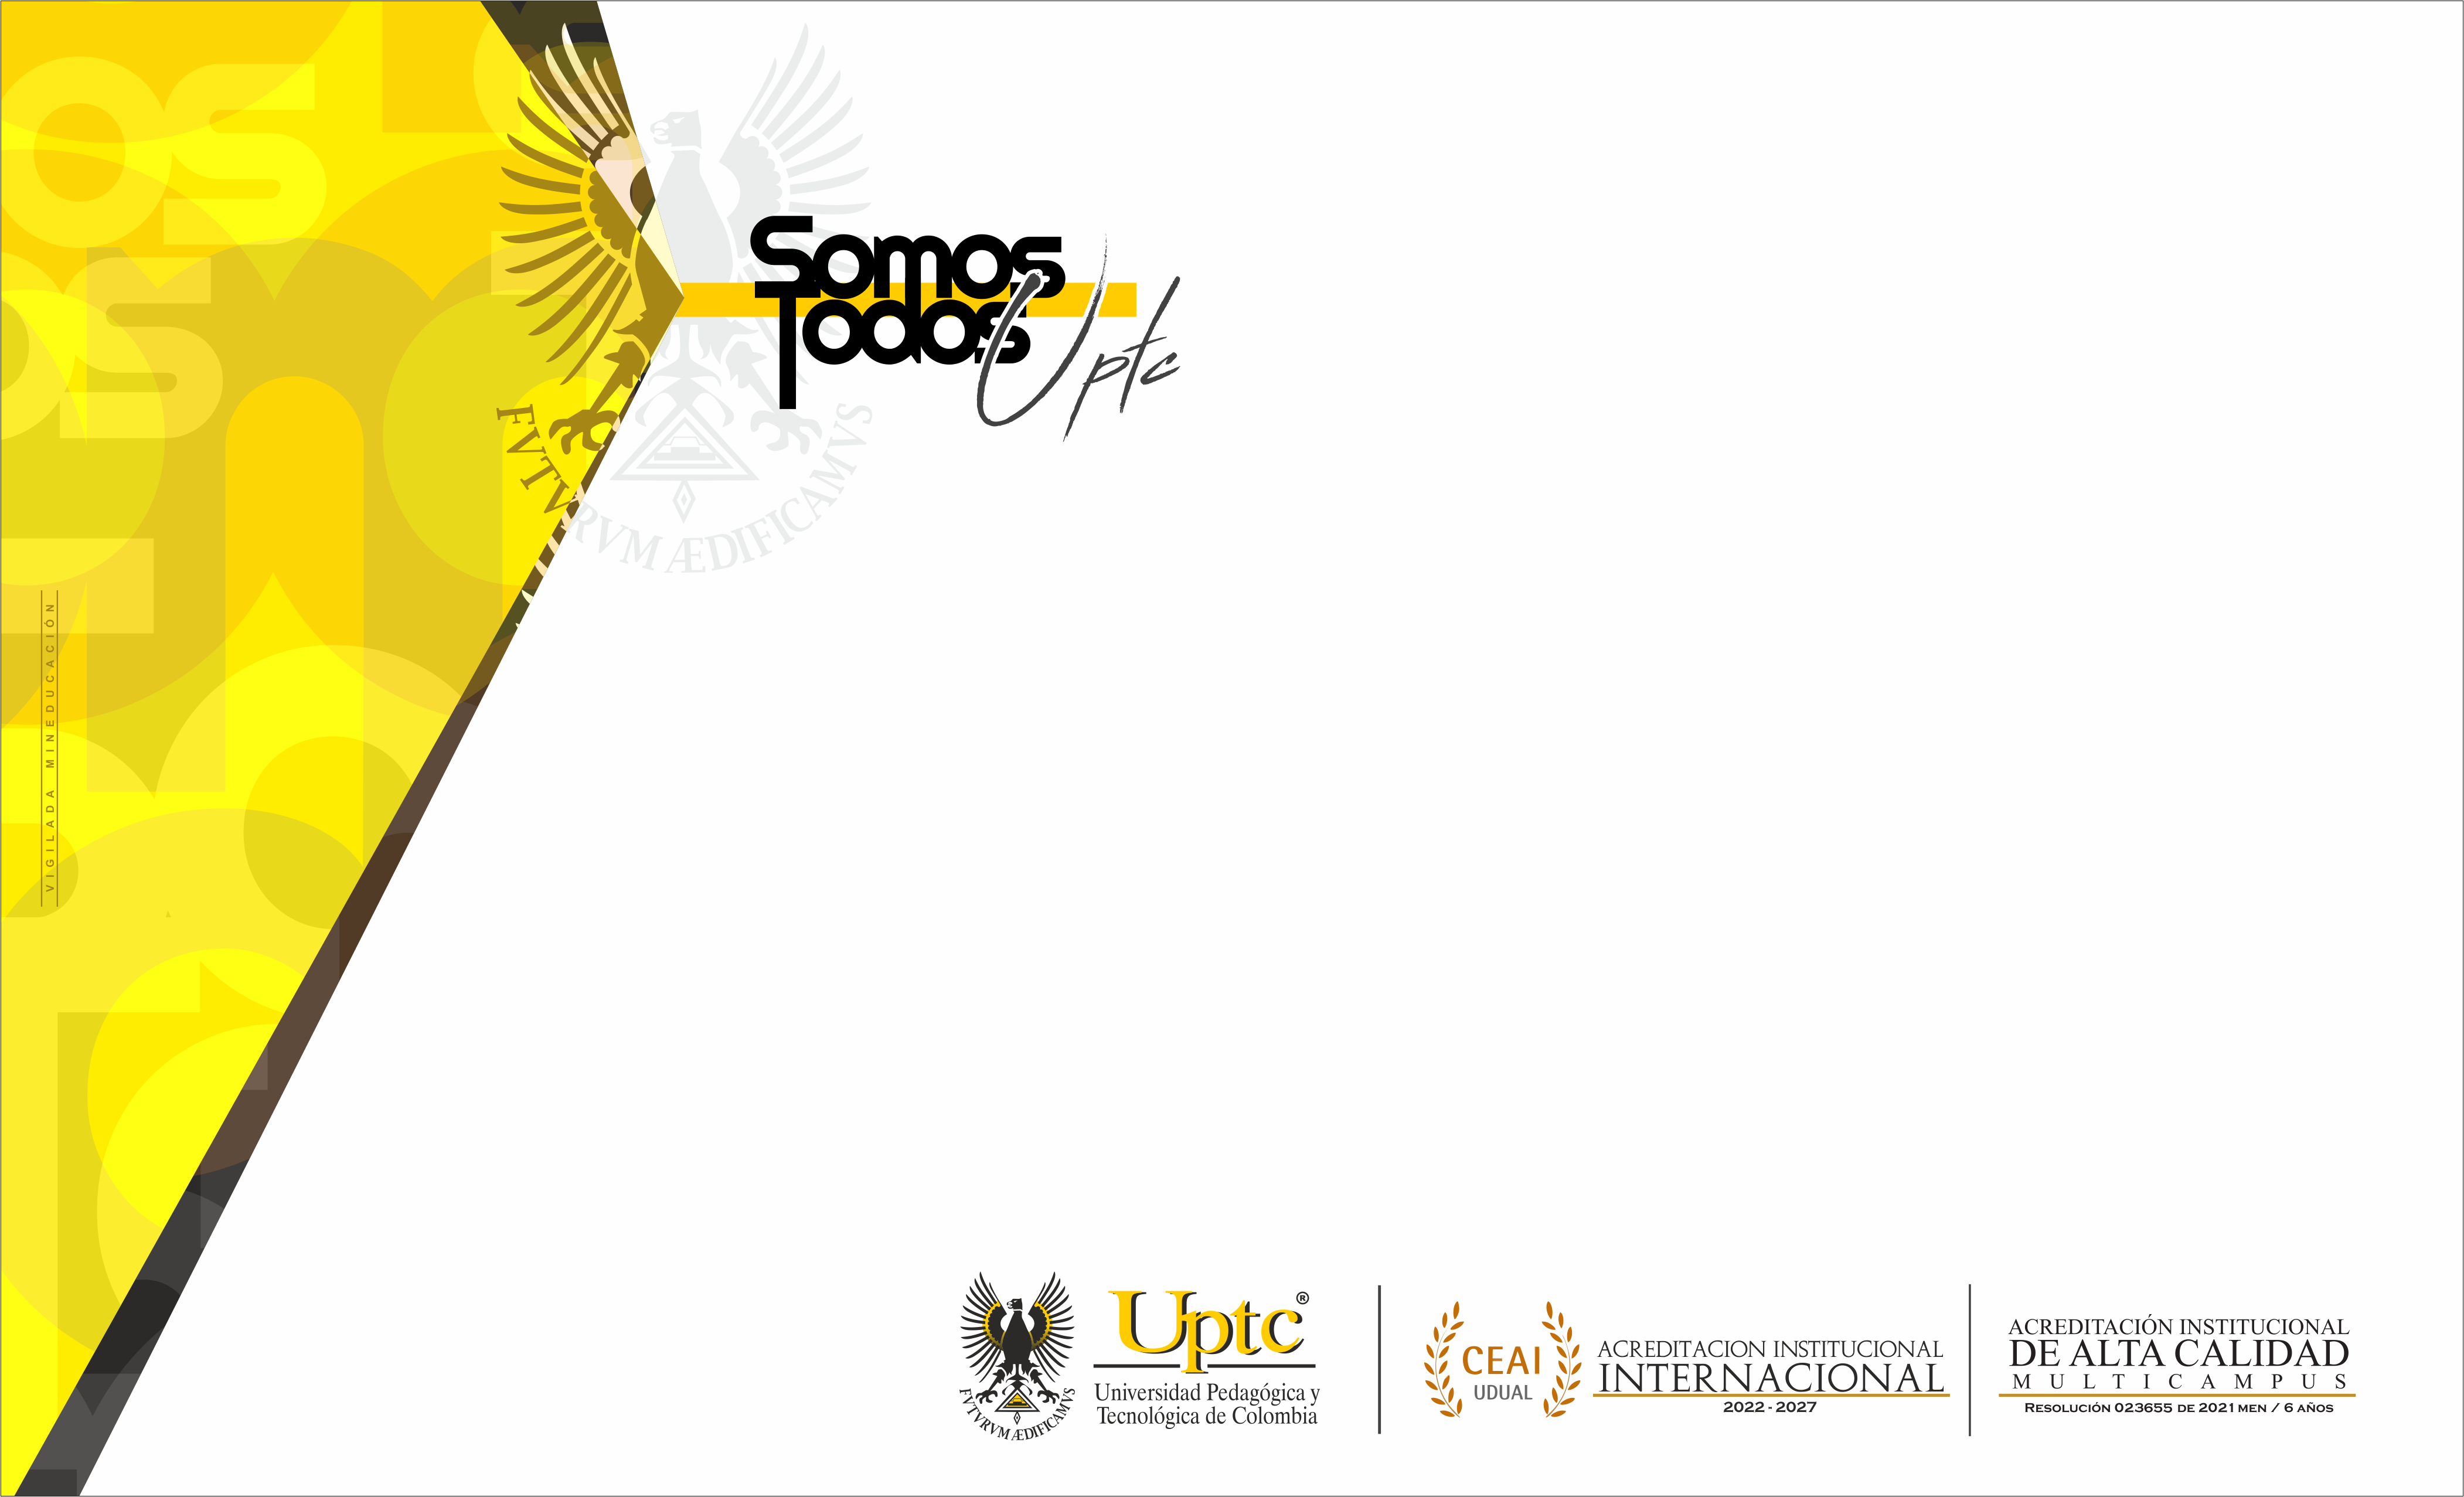 Somos
Todos
Uptc
FVTVRVM ÆDIFICAMVS
VIGILADA MINEDUCACIÓN
Uptc®
Universidad Pedagógica y
Tecnológica de Colombia
FVTVRVM ÆDIFICAMVS
CEAI
UDUAL
ACREDITACION INSTITUCIONAL
INTERNACIONAL
2022 - 2027
ACREDITACIÓN INSTITUCIONAL
DE ALTA CALIDAD
MULTICAMPUS
RESOLUCIÓN 023655 DE 2021 MEN / 6 AÑOS